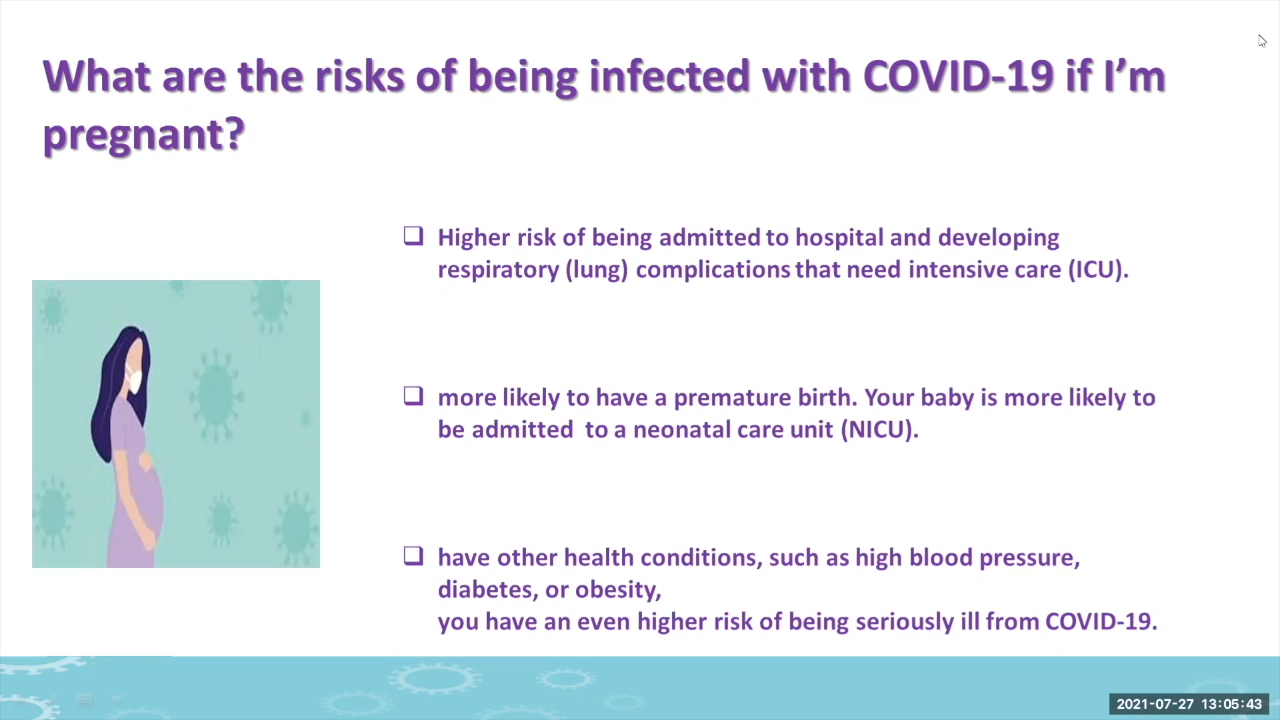 What are the risks of being infected with COVID-19 if I’m
pregnant?
❑ Higher risk of being admitted to hospital and developing
respiratory (lung) complications that need intensive care (ICU).
❑ more likely to have a premature birth. Your baby is more likely to
be admitted to a neonatal care unit (NICU).
❑ have other health conditions, such as high blood pressure,
diabetes, or obesity,
you have an even higher risk of being seriously ill from COVID-19.
2021-07-27 13:05:43